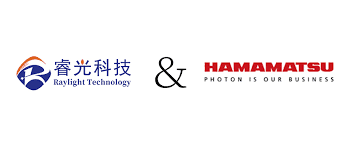 睿光科技
Raylight Technology
&
HAMAMATSU
PHOTON IS OUR BUSINESS